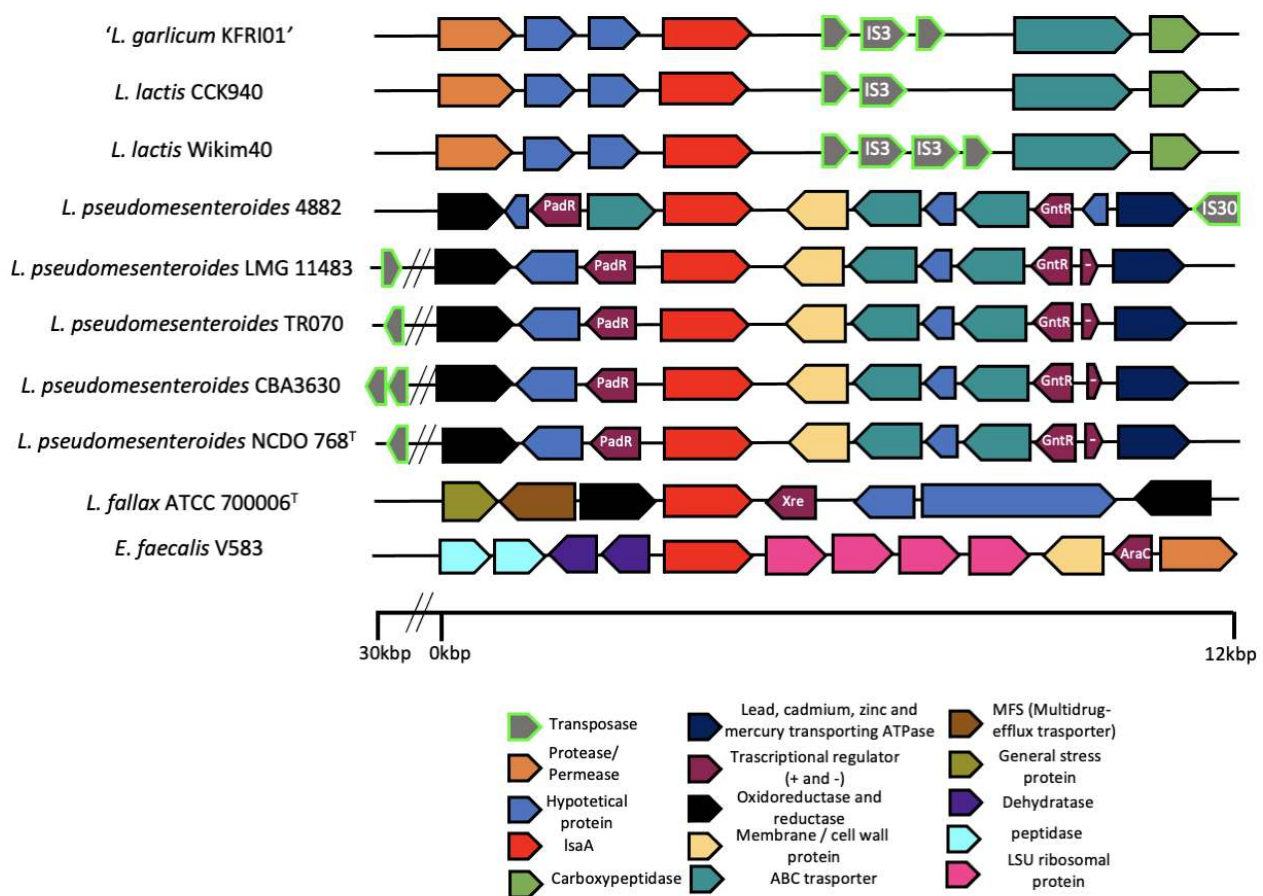 ‘L. garlicum KFRI01’
IS3
L. lactis CCK940
IS3
L. lactis Wikim40
IS3 IS3
L. pseudomesenteroides 4882
PadR GntR IS30
L. pseudomesenteroides LMG 11483
PadR GntR -
L. pseudomesenteroides TR070
PadR GntR -
L. pseudomesenteroides CBA3630
PadR GntR -
L. pseudomesenteroides NCDO 768ᵀ
PadR GntR -
L. fallax ATCC 700006ᵀ
Xre
E. faecalis V583
AraC
30kbp 0kbp 12kbp
Transposase
Protease/
Permease
Hypotetical
protein
lsaA
Carboxypeptidase
Lead, cadmium, zinc and
mercury transporting ATPase
Trascriptional regulator
(+ and -)
Oxidoreductase and
reductase
Membrane / cell wall
protein
ABC trasporter
MFS (Multidrug-
efflux trasporter)
General stress
protein
Dehydratase
peptidase
LSU ribosomal
protein